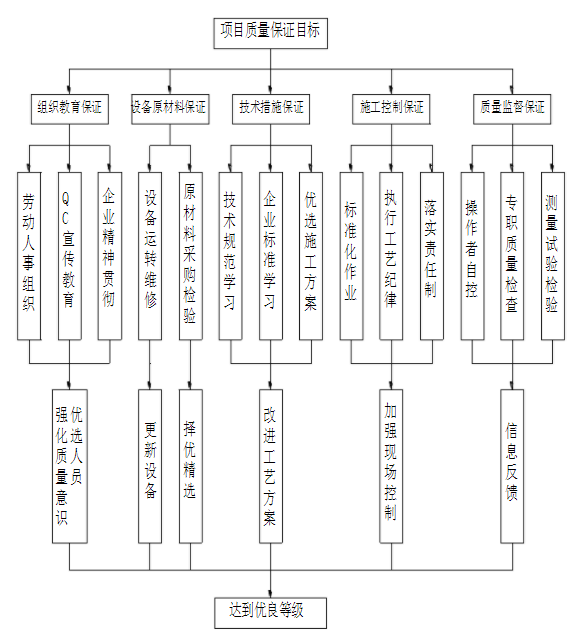 项目质量保证目标
组织教育保证
设备原材料保证
技术措施保证
施工控制保证
质量监督保证
劳动人事组织
QC宣传教育
企业精神贯彻
设备运转维修
原材料采购检验
技术规范学习
企业标准学习
优选施工方案
标准化作业
执行工艺纪律
落实责任制
操作者自控
专职质量检查
测量试验检验
优选人员
强化质量意识
更新设备
择优精选
改进工艺方案
加强现场控制
信息反馈
达到优良等级